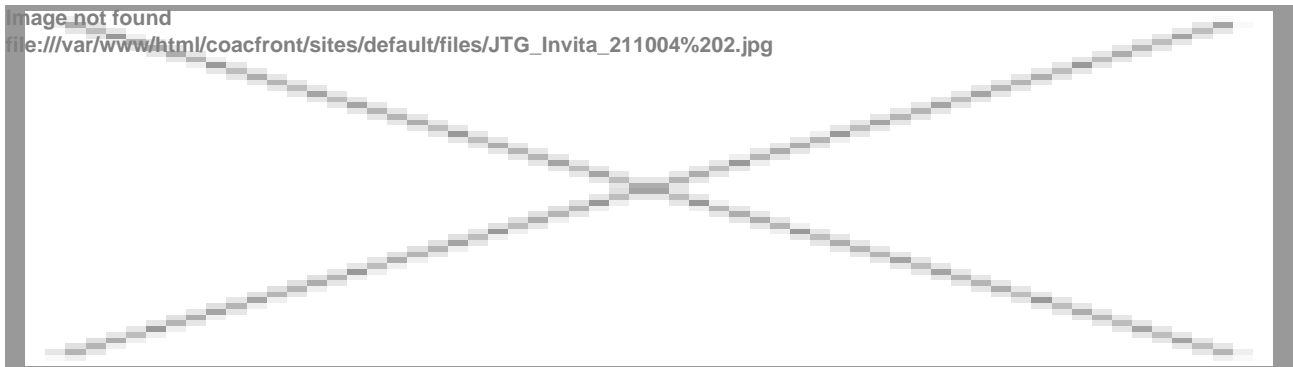 Image not found
file:///var/www/html/coacfront/sites/default/files/JTG_Invita_211004%202.jpg